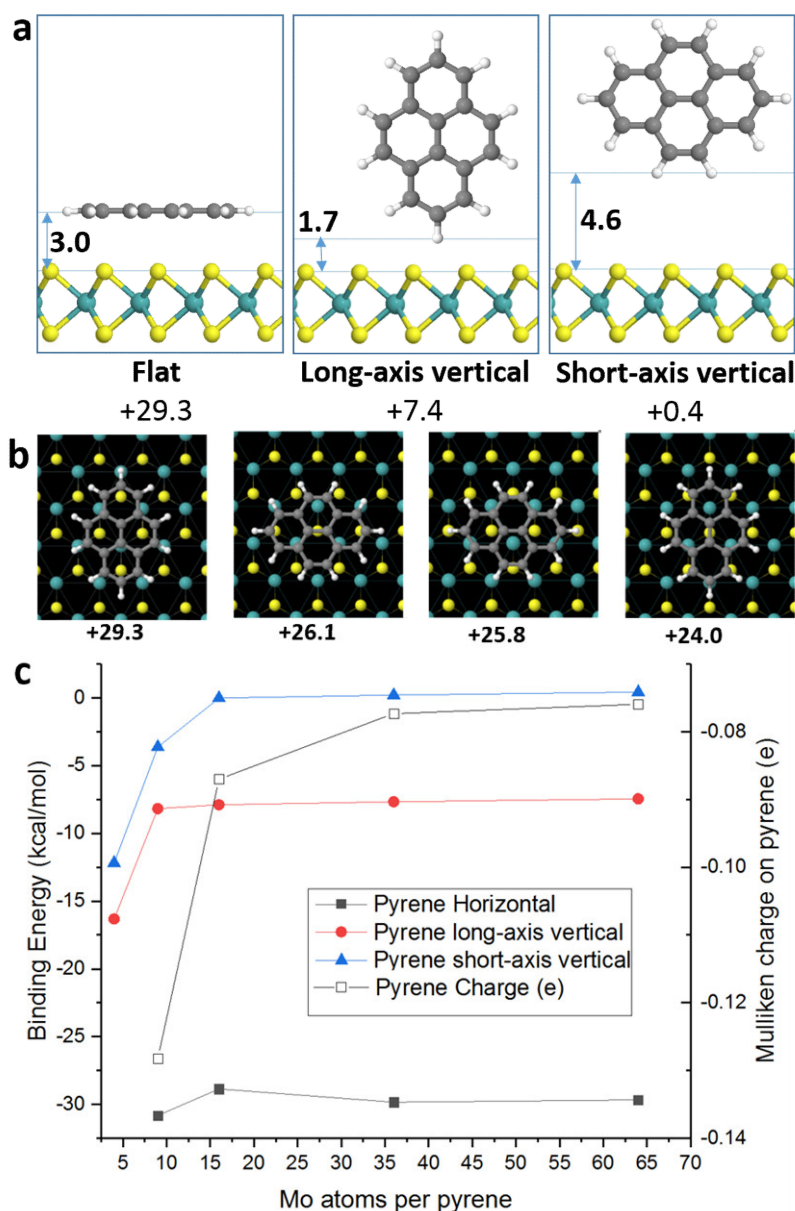 a
3.0
1.7
4.6
Flat
Long-axis vertical
Short-axis vertical
+29.3
+7.4
+0.4
b
+29.3
+26.1
+25.8
+24.0
c
Binding Energy (kcal/mol)
0
-5
-10
-15
-20
-25
-30
Pyrene Horizontal
Pyrene long-axis vertical
Pyrene short-axis vertical
Pyrene Charge (e)
-0.08
-0.10
-0.12
-0.14
Mulliken charge on pyrene (e)
5 10 15 20 25 30 35 40 45 50 55 60 65 70
Mo atoms per pyrene